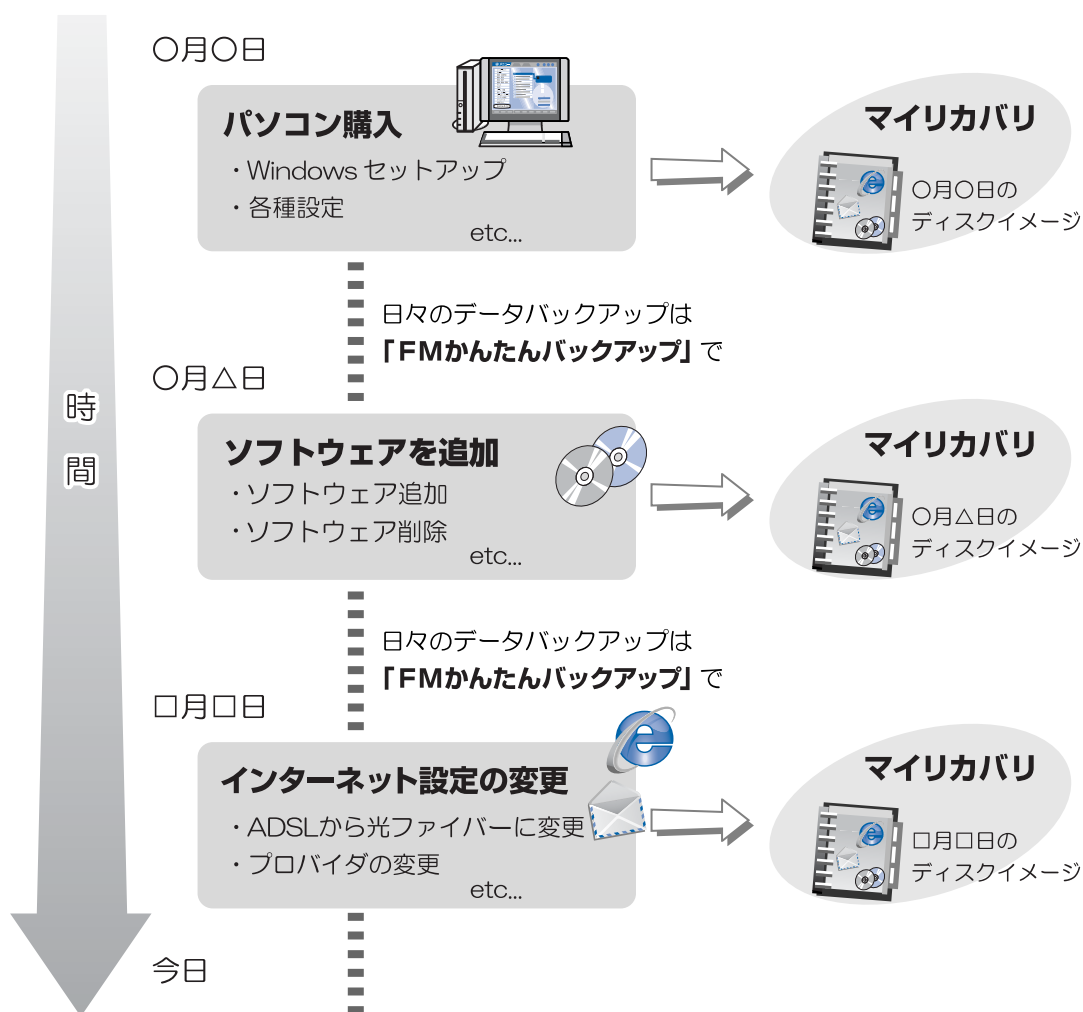 〇月〇日
パソコン購入
・Windows セットアップ
・各種設定
etc...
マイリカバリ
〇月〇日の
ディスクイメージ
日々のデータバックアップは
「FMかんたんバックアップ」で
時
間
〇月△日
ソフトウェアを追加
・ソフトウェア追加
・ソフトウェア削除
etc...
マイリカバリ
〇月△日の
ディスクイメージ
日々のデータバックアップは
「FMかんたんバックアップ」で
□月□日
インターネット設定の変更
・ADSLから光ファイバーに変更
・プロバイダの変更
etc...
マイリカバリ
□月□日の
ディスクイメージ
今日